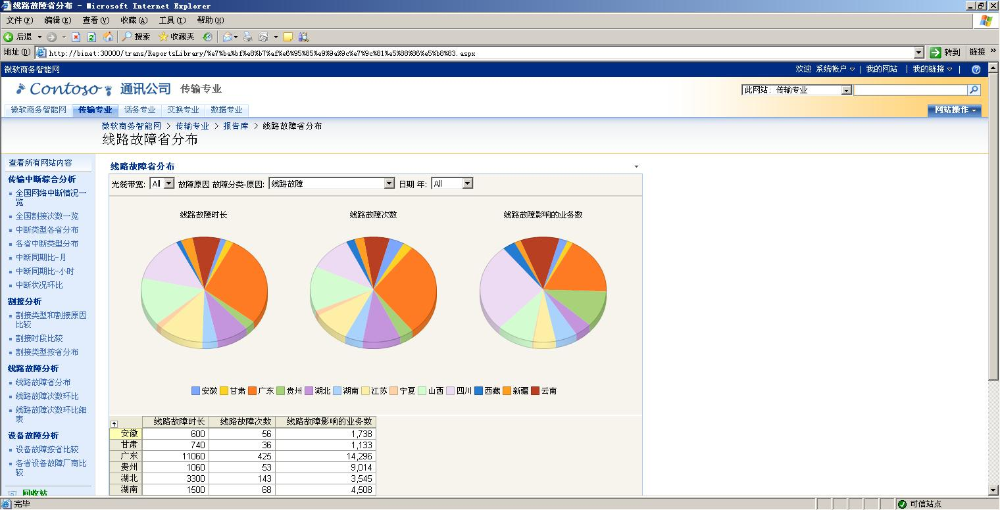 线路故障省分布 - Microsoft Internet Explorer
文件(F) 编辑(E) 查看(V) 收藏(A) 工具(T) 帮助(H)
后退 搜索 收藏夹
地址(D) http://binet:30000/trans/ReportsLibrary/%e7%ba%bf%e8%b7%af%e6%95%85%e9%9a%9c%e7%9c%81%e5%88%86%e5%b8%83.aspx 转到 链接 »
微软商务智能网 欢迎 系统帐户 | 我的网站 | 我的链接 |
Contoso 通讯公司 传输专业 此网站: 传输专业
微软商务智能网 传输专业 话务专业 交换专业 数据专业 网站操作
微软商务智能网 > 传输专业 > 报告库 > 线路故障省分布
线路故障省分布
查看所有网站内容
传输中断综合分析
全国网络中断情况一
览
全国割接次数一览
中断类型各省分布
各省中断类型分布
中断同期比-月
中断同期比-小时
中断状况环比
割接分析
割接类型和割接原因
比较
割接时段比较
割接类型按省分布
线路故障分析
线路故障省分布
线路故障次数环比
线路故障次数环比细
表
设备故障分析
设备故障按省比较
各省设备故障厂商比
较
回收站
线路故障省分布
光缆带宽: All 故障原因 故障分类-原因: 线路故障 日期 年: All
线路故障时长 线路故障次数 线路故障影响的业务数
安徽 甘肃 广东 贵州 湖北 湖南 江苏 宁夏 山西 四川 西藏 新疆 云南
线路故障时长 线路故障次数 线路故障影响的业务数
安徽 600 56 1,738
甘肃 740 36 1,133
广东 11060 425 14,296
贵州 1060 53 9,014
湖北 3300 143 3,545
湖南 1500 68 4,508
完毕 可信站点